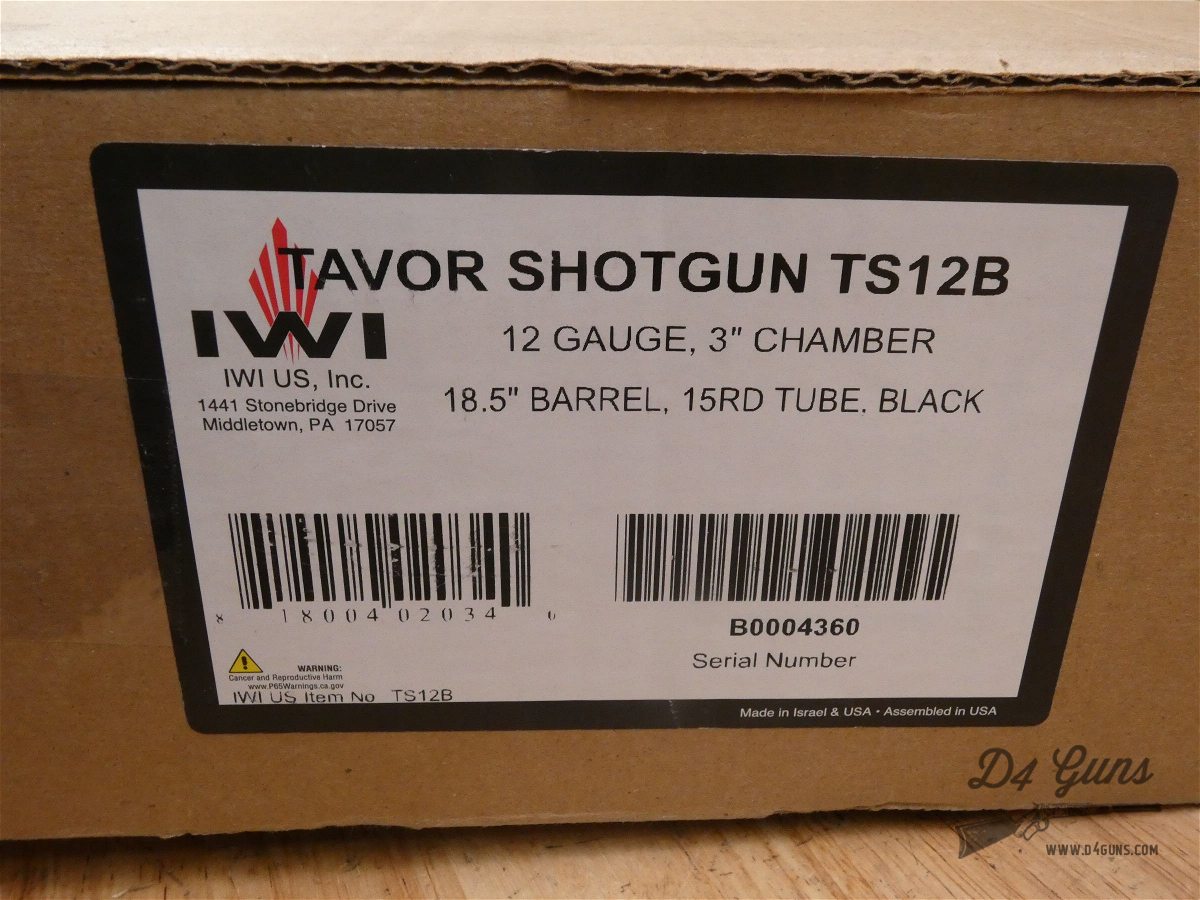 TAVOR SHOTGUN TS12B
IWI
12 GAUGE, 3" CHAMBER
IWI US, Inc.
1441 Stonebridge Drive
Middletown, PA 17057
18.5" BARREL, 15RD TUBE. BLACK
8 18004 02034 0
B0004360
Serial Number
WARNING:
Cancer and Reproductive Harm
www.P65Warnings.ca.gov
IWI US Item No TS12B
Made in Israel & USA • Assembled in USA
D4 Guns
WWW.D4GUNS.COM